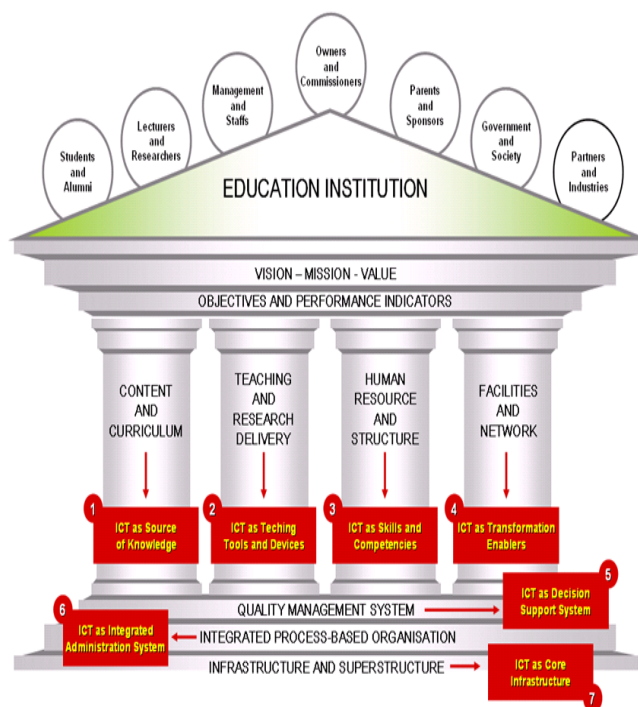 Owners
and
Commissioners
Management
and
Staffs
Parents
and
Sponsors
Lecturers
and
Researchers
Government
and
Society
Students
and
Alumni
Partners
and
Industries
EDUCATION INSTITUTION
VISION – MISSION - VALUE
OBJECTIVES AND PERFORMANCE INDICATORS
CONTENT
AND
CURRICULUM
TEACHING
AND
RESEARCH
DELIVERY
HUMAN
RESOURCE
AND
STRUCTURE
FACILITIES
AND
NETWORK
1
ICT as Source
of Knowledge
2
ICT as Teching
Tools and Devices
3
ICT as Skills and
Competencies
4
ICT as Transformation
Enablers
QUALITY MANAGEMENT SYSTEM
5
ICT as Decision
Support System
6
ICT as Integrated
Administration System
INTEGRATED PROCESS-BASED ORGANISATION
INFRASTRUCTURE AND SUPERSTRUCTURE
ICT as Core
Infrastructure
7